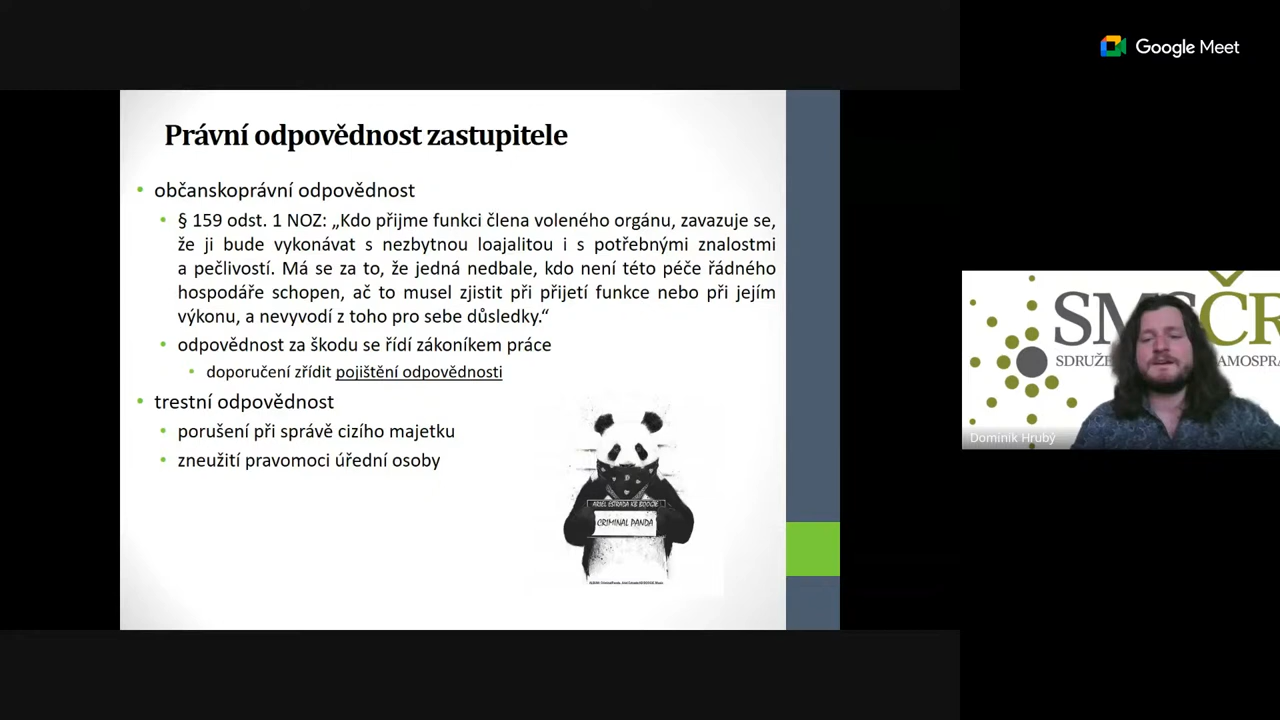 Google Meet
Právní odpovědnost zastupitele
• občanskoprávní odpovědnost
• § 159 odst. 1 NOZ: „Kdo přijme funkci člena voleného orgánu, zavazuje se,
že ji bude vykonávat s nezbytnou loajalitou i s potřebnými znalostmi
a pečlivostí. Má se za to, že jedná nedbale, kdo není této péče řádného
hospodáře schopen, ač to musel zjistit při přijetí funkce nebo při jejím
výkonu, a nevyvodí z toho pro sebe důsledky.“
• odpovědnost za škodu se řídí zákoníkem práce
• doporučení zřídit pojištění odpovědnosti
• trestní odpovědnost
• porušení při správě cizího majetku
• zneužití pravomoci úřední osoby
CRIMINAL PANDA
SMSČR
SDRUŽE
AMOSPRÁ
Dominik Hrubý